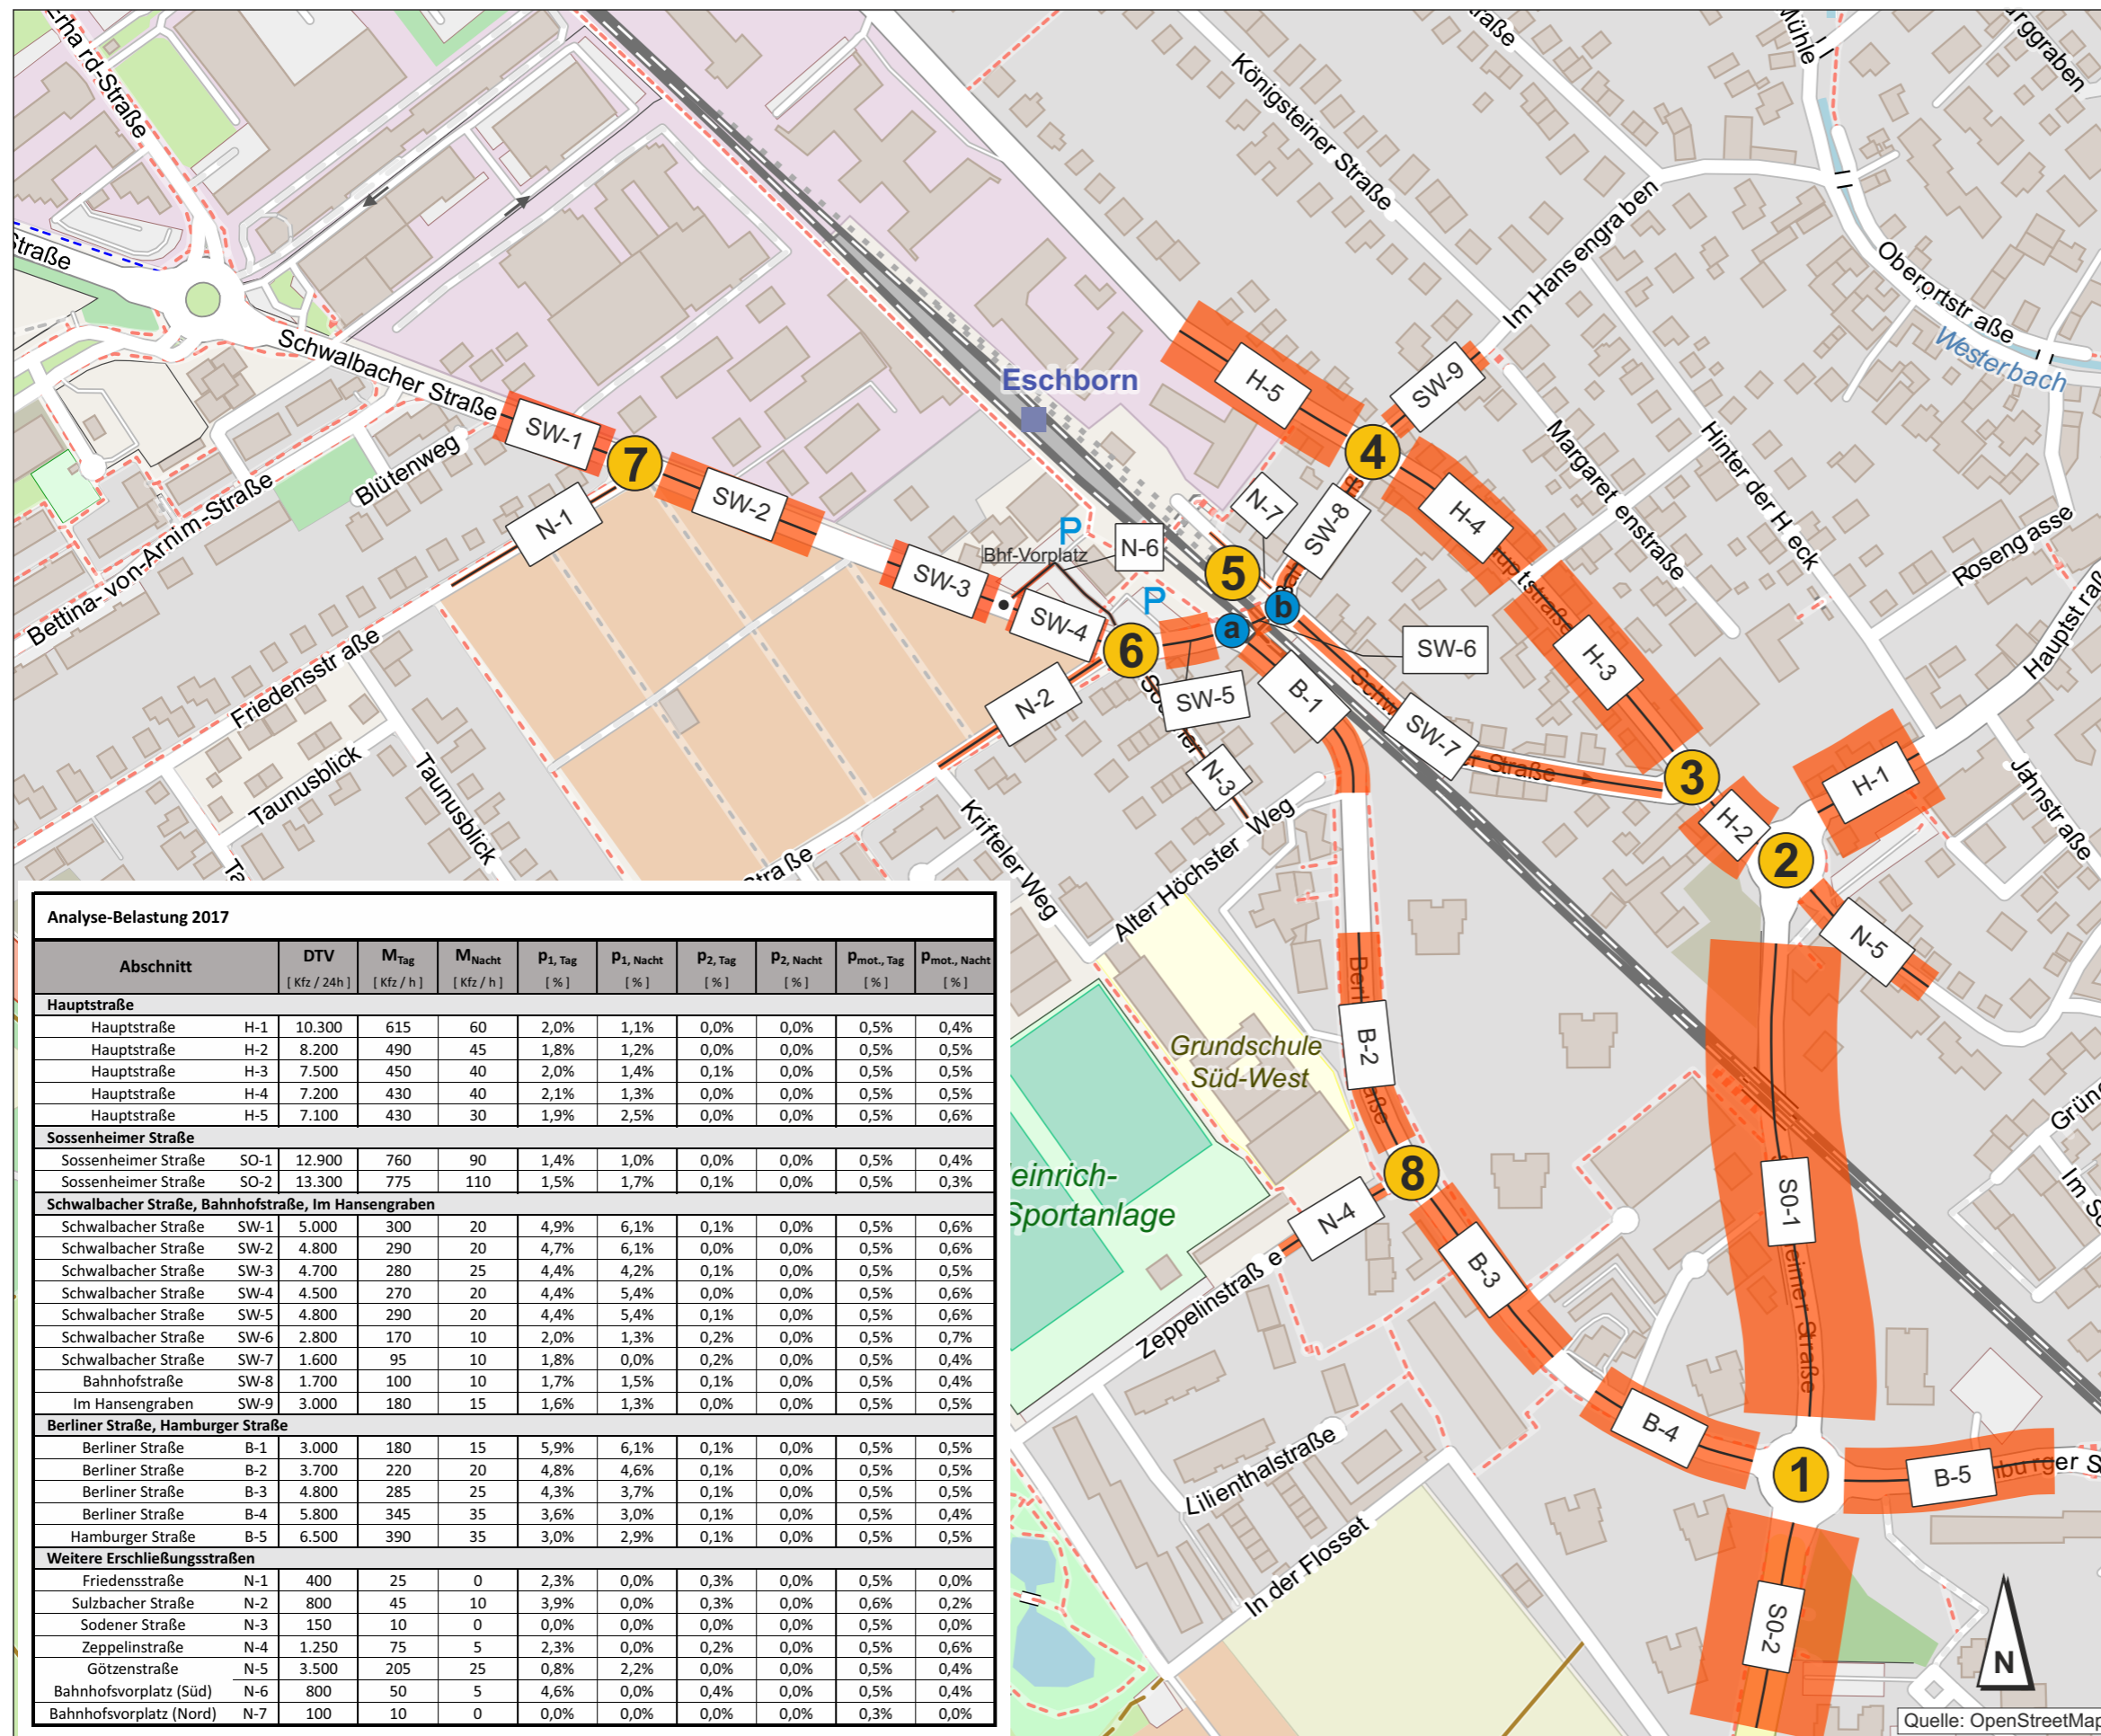 Erhard-Straße
Straße
Schwalbacher Straße
Bettina-von-Arnim-Straße
Blütenweg
Friedensstraße
Taunusblick
Taunusblick
Eschborn
Königsteiner Straße
raße
Mühle
Im Hansengraben
Oberortstraße
Westerbach
Margaretenstraße
Hinter der Heck
Rosengasse
Hauptstraß
Jahnstraße
Bhf-Vorplatz
P
P
SW-1
7
SW-2
N-1
SW-3
SW-4
N-6
6
N-2
N-3
SW-5
a
b
5
N-7
SW-8
4
SW-9
H-5
H-4
H-3
SW-6
B-1
SW-7
er Straße
3
H-2
2
H-1
N-5
Krifteler Weg
Alter Höchster Weg
straße
Grundschule
Süd-West
einrich-
Sportanlage
B-2
8
N-4
B-3
Zeppelinstraße
Lilienthalstraße
In der Flosset
B-4
S0-1
eimer Straße
1
B-5
burger S
S0-2
Grün
N
Quelle: OpenStreetMap
Analyse-Belastung 2017
Abschnitt DTV [ Kfz / 24h ] MTag [ Kfz / h ] MNacht [ Kfz / h ] p1, Tag [ % ] p1, Nacht [ % ] p2, Tag [ % ] p2, Nacht [ % ] pmot., Tag [ % ] pmot., Nacht [ % ]
Hauptstraße
Hauptstraße H-1 10.300 615 60 2,0% 1,1% 0,0% 0,0% 0,5% 0,4%
Hauptstraße H-2 8.200 490 45 1,8% 1,2% 0,0% 0,0% 0,5% 0,5%
Hauptstraße H-3 7.500 450 40 2,0% 1,4% 0,1% 0,0% 0,5% 0,5%
Hauptstraße H-4 7.200 430 40 2,1% 1,3% 0,0% 0,0% 0,5% 0,5%
Hauptstraße H-5 7.100 430 30 1,9% 2,5% 0,0% 0,0% 0,5% 0,6%
Sossenheimer Straße
Sossenheimer Straße SO-1 12.900 760 90 1,4% 1,0% 0,0% 0,0% 0,5% 0,4%
Sossenheimer Straße SO-2 13.300 775 110 1,5% 1,7% 0,1% 0,0% 0,5% 0,3%
Schwalbacher Straße, Bahnhofstraße, Im Hansengraben
Schwalbacher Straße SW-1 5.000 300 20 4,9% 6,1% 0,1% 0,0% 0,5% 0,6%
Schwalbacher Straße SW-2 4.800 290 20 4,7% 6,1% 0,0% 0,0% 0,5% 0,6%
Schwalbacher Straße SW-3 4.700 280 25 4,4% 4,2% 0,1% 0,0% 0,5% 0,5%
Schwalbacher Straße SW-4 4.500 270 20 4,4% 5,4% 0,0% 0,0% 0,5% 0,6%
Schwalbacher Straße SW-5 4.800 290 20 4,4% 5,4% 0,1% 0,0% 0,5% 0,6%
Schwalbacher Straße SW-6 2.800 170 10 2,0% 1,3% 0,2% 0,0% 0,5% 0,7%
Schwalbacher Straße SW-7 1.600 95 10 1,8% 0,0% 0,2% 0,0% 0,5% 0,4%
Bahnhofstraße SW-8 1.700 100 10 1,7% 1,5% 0,1% 0,0% 0,5% 0,4%
Im Hansengraben SW-9 3.000 180 15 1,6% 1,3% 0,0% 0,0% 0,5% 0,5%
Berliner Straße, Hamburger Straße
Berliner Straße B-1 3.000 180 15 5,9% 6,1% 0,1% 0,0% 0,5% 0,5%
Berliner Straße B-2 3.700 220 20 4,8% 4,6% 0,1% 0,0% 0,5% 0,5%
Berliner Straße B-3 4.800 285 25 4,3% 3,7% 0,1% 0,0% 0,5% 0,5%
Berliner Straße B-4 5.800 345 35 3,6% 3,0% 0,1% 0,0% 0,5% 0,4%
Hamburger Straße B-5 6.500 390 35 3,0% 2,9% 0,1% 0,0% 0,5% 0,5%
Weitere Erschließungsstraßen
Friedensstraße N-1 400 25 0 2,3% 0,0% 0,3% 0,0% 0,5% 0,0%
Sulzbacher Straße N-2 800 45 10 3,9% 0,0% 0,3% 0,0% 0,6% 0,2%
Sodener Straße N-3 150 10 0 0,0% 0,0% 0,0% 0,0% 0,5% 0,0%
Zeppelinstraße N-4 1.250 75 5 2,3% 0,0% 0,2% 0,0% 0,5% 0,6%
Götzenstraße N-5 3.500 205 25 0,8% 2,2% 0,0% 0,0% 0,5% 0,4%
Bahnhofsvorplatz (Süd) N-6 800 50 5 4,6% 0,0% 0,4% 0,0% 0,5% 0,4%
Bahnhofsvorplatz (Nord) N-7 100 10 0 0,0% 0,0% 0,0% 0,0% 0,3% 0,0%